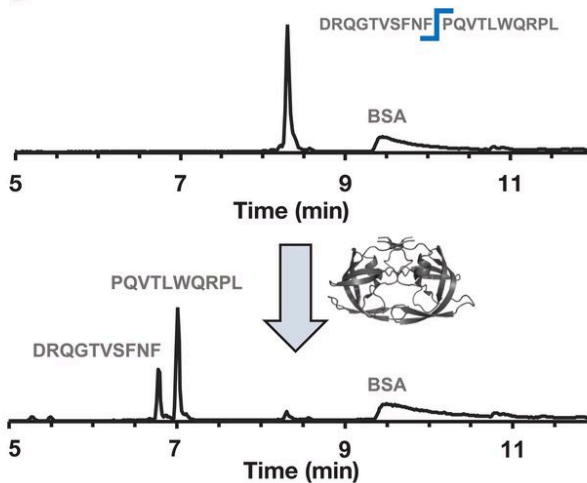 DRQGTVSFNF PQVTLWQRPL
BSA
5 7 9 11
Time (min)
PQVTLWQRPL
DRQGTVSFNF
BSA
5 7 9 11
Time (min)